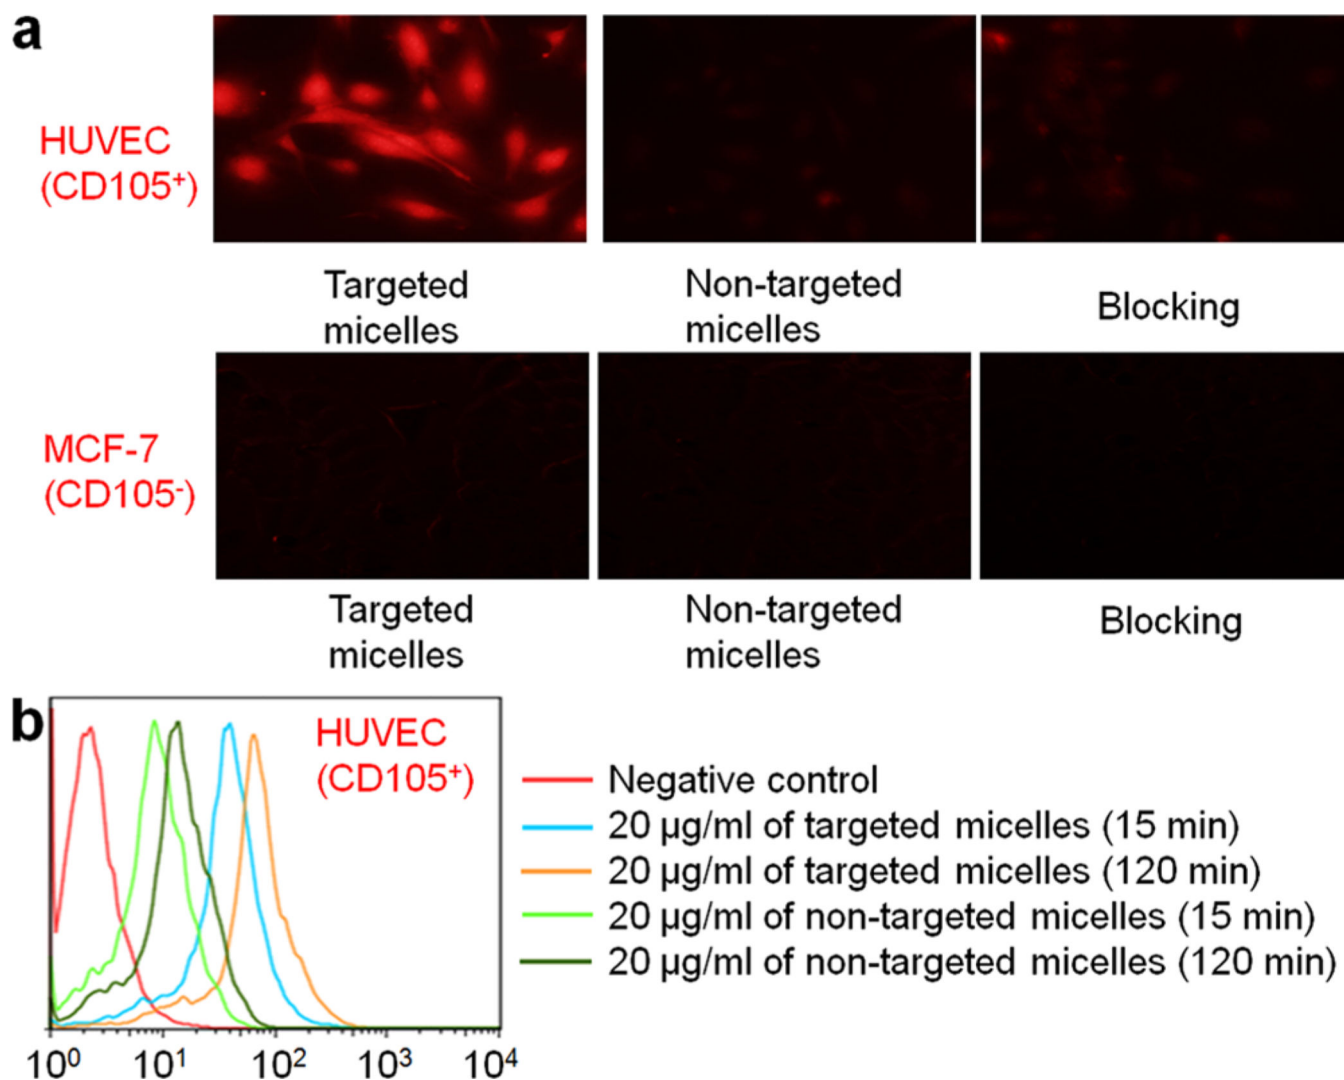 a
HUVEC
(CD105⁺)
Targeted
micelles
Non-targeted
micelles
Blocking
MCF-7
(CD105⁻)
Targeted
micelles
Non-targeted
micelles
Blocking
b
HUVEC
(CD105⁺)
Negative control
20 µg/ml of targeted micelles (15 min)
20 µg/ml of targeted micelles (120 min)
20 µg/ml of non-targeted micelles (15 min)
20 µg/ml of non-targeted micelles (120 min)
10⁰ 10¹ 10² 10³ 10⁴